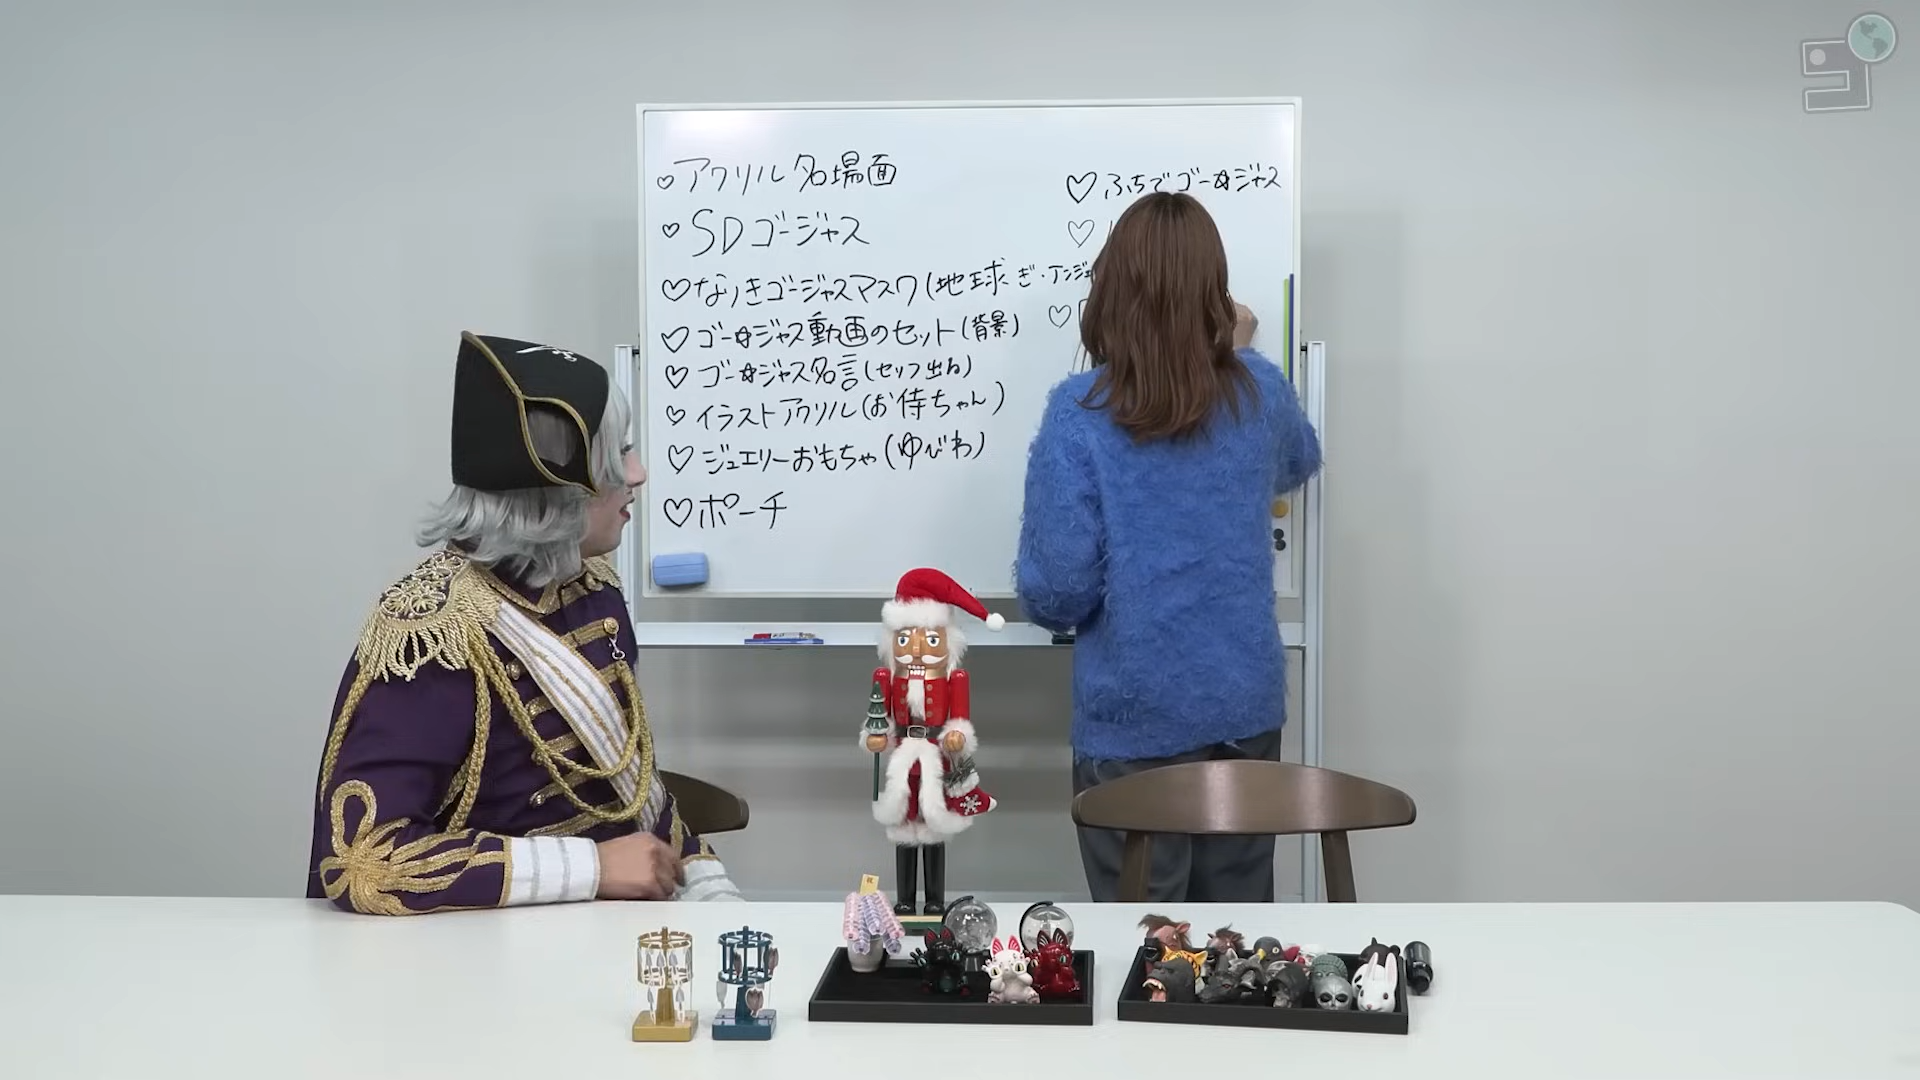 ♡アクリル名場面
♡SDゴージャス
♡なりきゴージャスマスク(地球ぎ・アンジェ
♡ゴー☆ジャス動画のセット(背景)
♡ゴー☆ジャス名言(セリフ出る)
♡イラストアクリル(お侍ちゃん)
♡ジュエリーおもちゃ(ゆびわ)
♡ポーチ
♡ふちでゴー☆ジャス
♡
♡